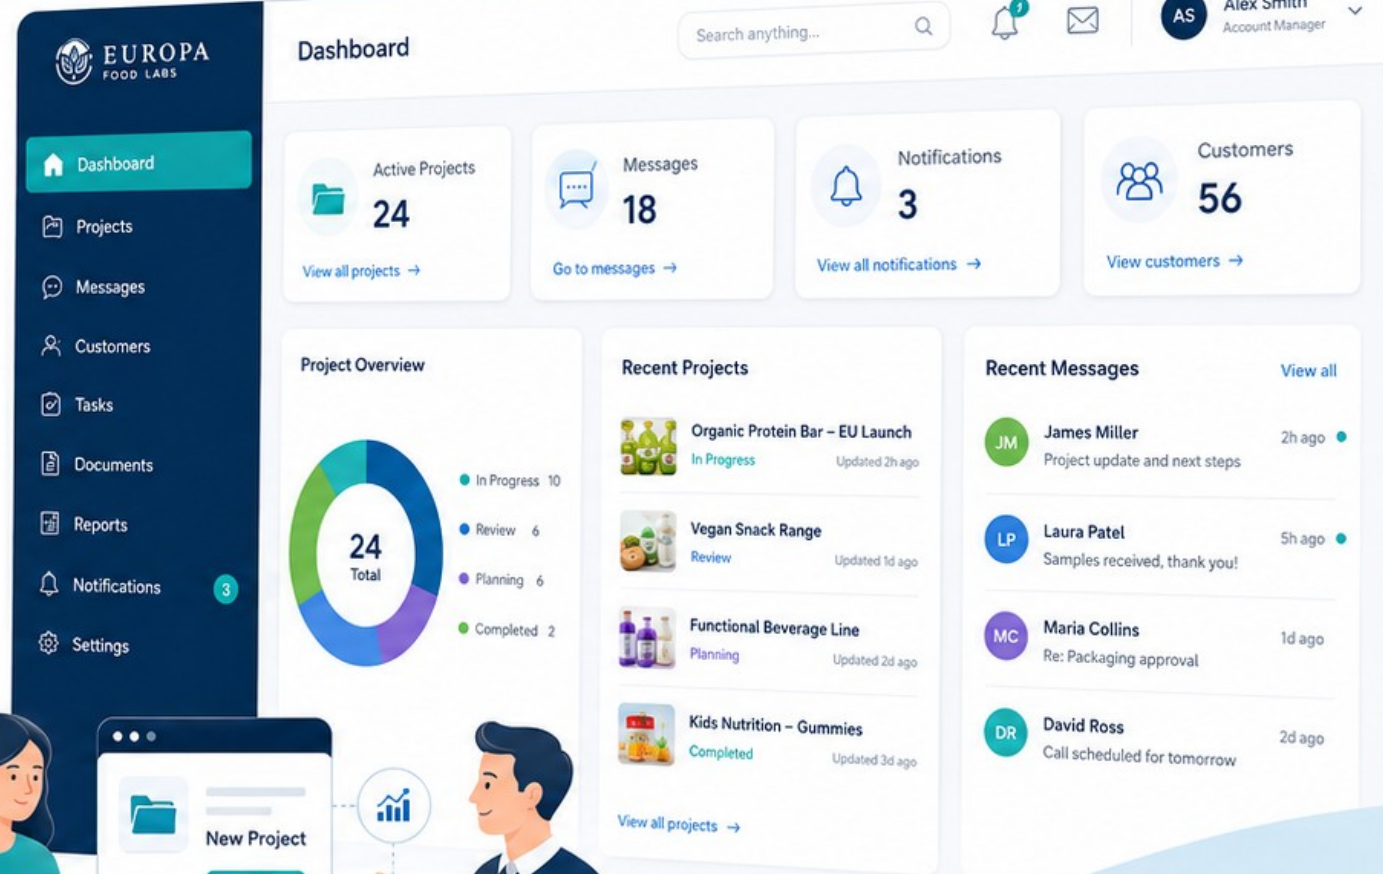 EUROPA
FOOD LABS
Dashboard
Projects
Messages
Customers
Tasks
Documents
Reports
Notifications
3
Settings
Dashboard
Search anything...
AS
Alex Smith
Account Manager
Active Projects
24
View all projects →
Messages
18
Go to messages →
Notifications
3
View all notifications →
Customers
56
View customers →
Project Overview
24
Total
In Progress 10
Review 6
Planning 6
Completed 2
Recent Projects
Organic Protein Bar – EU Launch
In Progress Updated 2h ago
Vegan Snack Range
Review Updated 1d ago
Functional Beverage Line
Planning Updated 2d ago
Kids Nutrition – Gummies
Completed Updated 3d ago
View all projects →
Recent Messages View all
JM
James Miller 2h ago
Project update and next steps
LP
Laura Patel 5h ago
Samples received, thank you!
MC
Maria Collins 1d ago
Re: Packaging approval
DR
David Ross 2d ago
Call scheduled for tomorrow
New Project